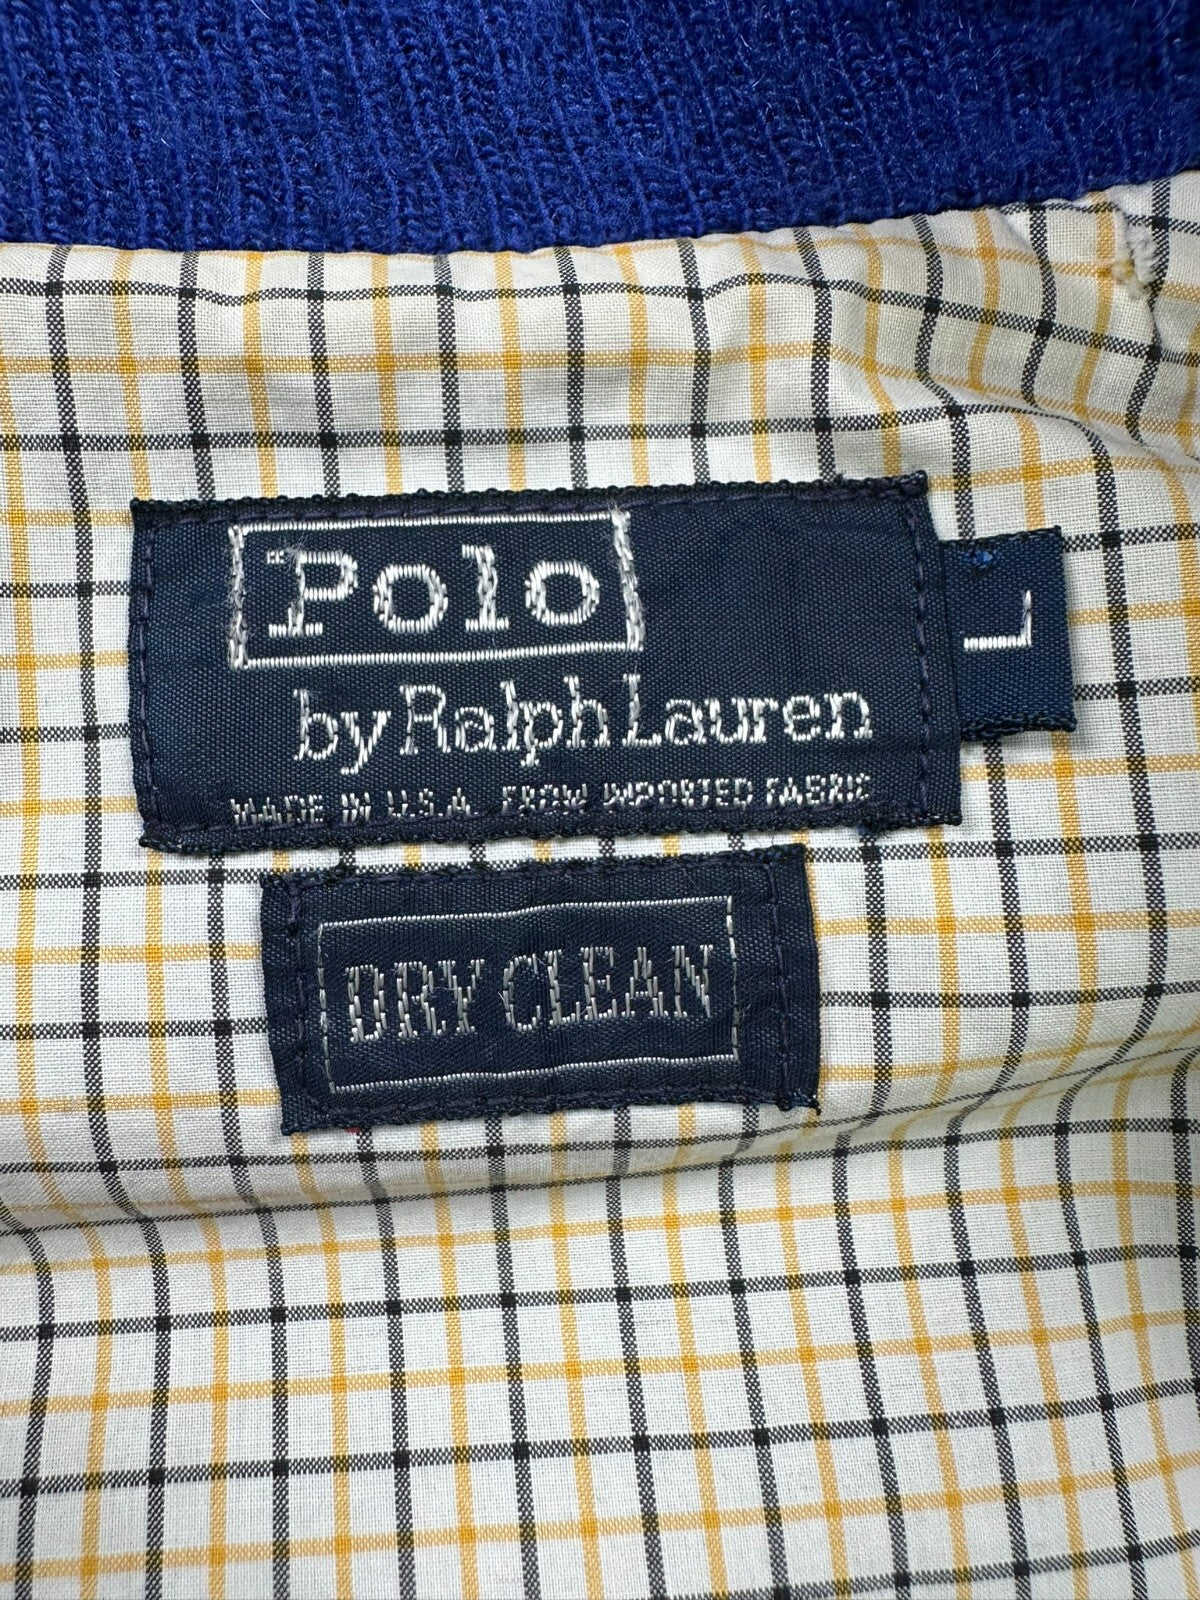 Polo
by Ralph Lauren
MADE IN U.S.A. FROM IMPORTED FABRIC
L
DRY CLEAN